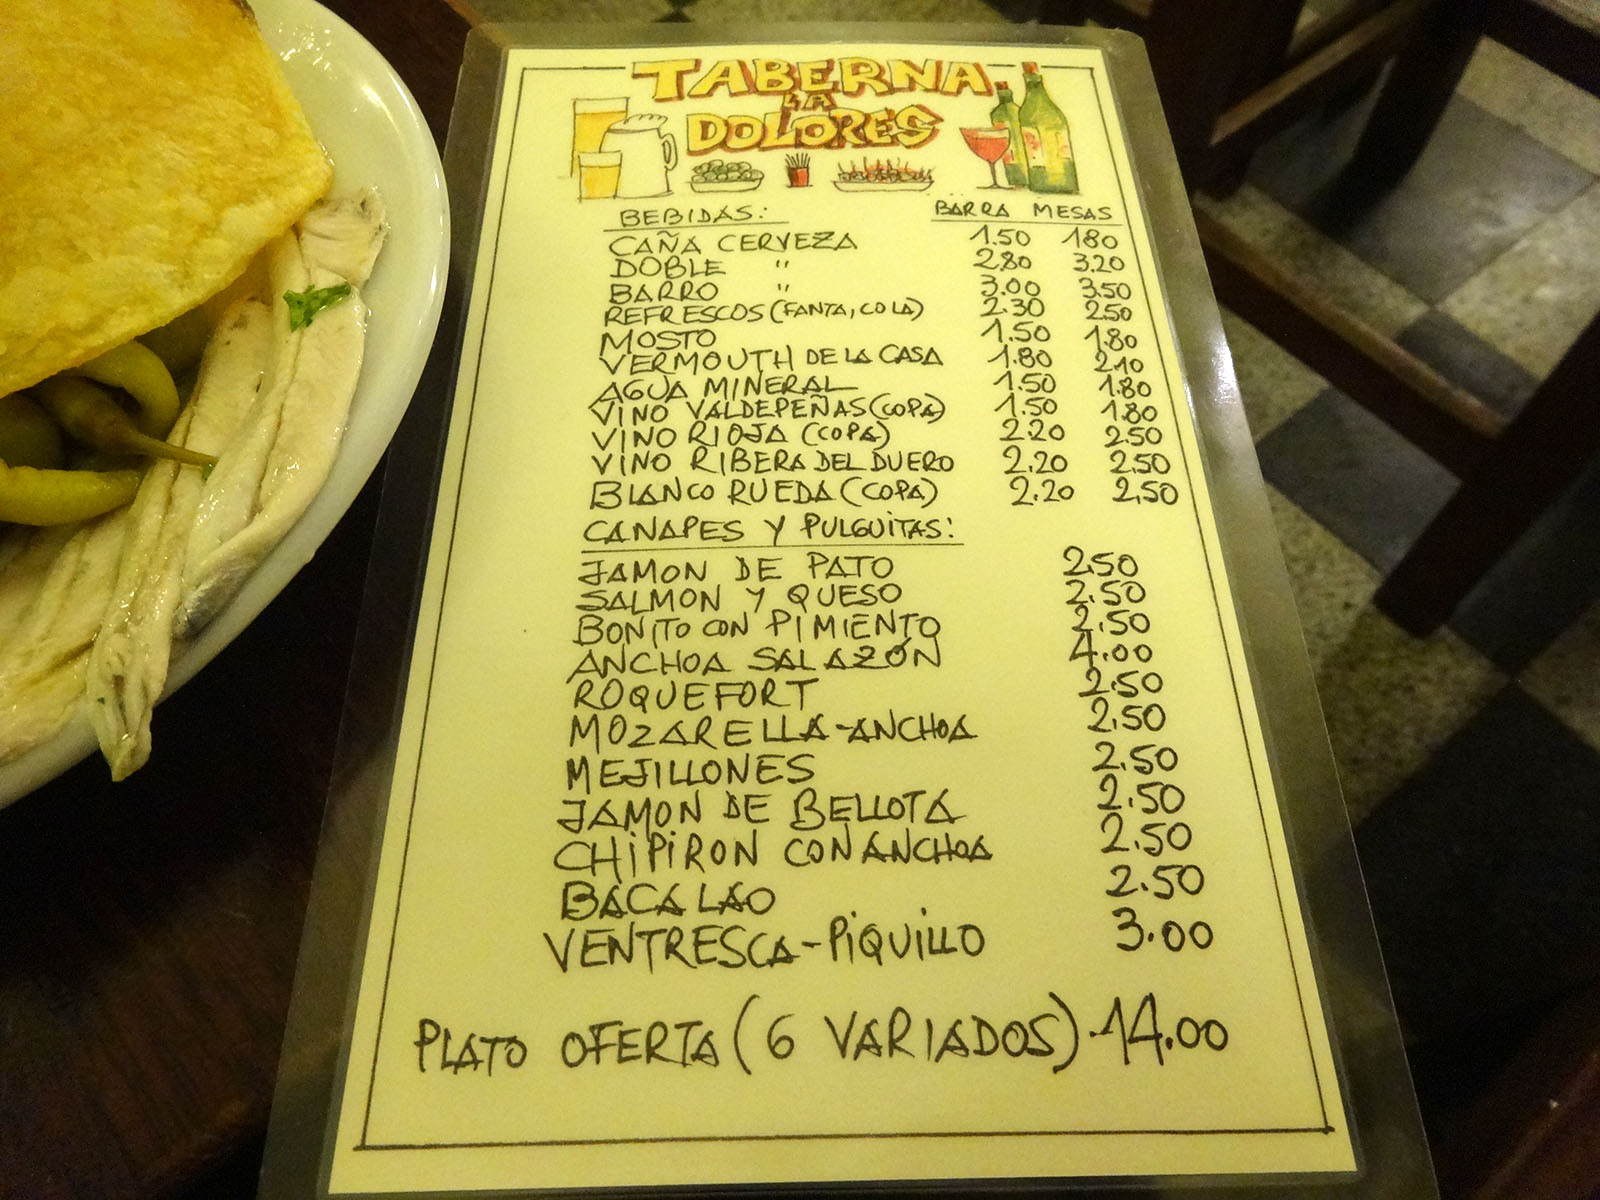 TABERNA
LA
DOLORES
BEBIDAS: BARRA MESAS
CAÑA CERVEZA 1.50 1.80
DOBLE " 2.80 3.20
BARRO " 3.00 3.50
REFRESCOS (FANTA, COLA) 2.30 2.50
MOSTO 1.50 1.80
VERMOUTH DE LA CASA 1.80 2.10
AGUA MINERAL 1.50 1.80
VINO VALDEPEÑAS (COPA) 1.50 1.80
VINO RIOJA (COPA) 2.20 2.50
VINO RIBERA DEL DUERO 2.20 2.50
BLANCO RUEDA (COPA) 2.20 2.50
CANAPES Y PULGUITAS:
JAMON DE PATO 2.50
SALMON Y QUESO 2.50
BONITO CON PIMIENTO 2.50
ANCHOA SALAZÓN 4.00
ROQUEFORT 2.50
MOZARELLA-ANCHOA 2.50
MEJILLONES 2.50
JAMON DE BELLOTA 2.50
CHIPIRON CON ANCHOA 2.50
BACALAO 2.50
VENTRESCA-PIQUILLO 3.00
PLATO OFERTA (6 VARIADOS). 14.00